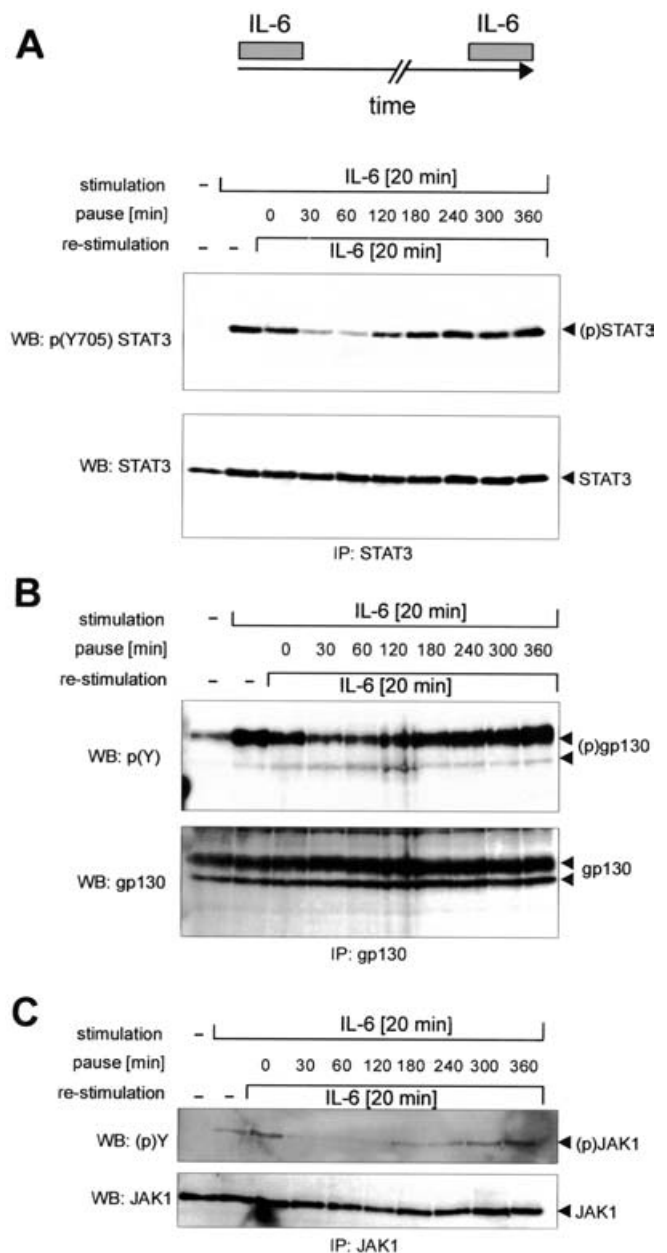 A
IL-6 IL-6
time
stimulation – IL-6 [20 min]
pause [min] 0 30 60 120 180 240 300 360
re-stimulation – – IL-6 [20 min]
WB: p(Y705) STAT3 (p)STAT3
WB: STAT3 STAT3
IP: STAT3
B
stimulation – IL-6 [20 min]
pause [min] 0 30 60 120 180 240 300 360
re-stimulation – – IL-6 [20 min]
WB: p(Y) (p)gp130
WB: gp130 gp130
IP: gp130
C
stimulation – IL-6 [20 min]
pause [min] 0 30 60 120 180 240 300 360
re-stimulation – – IL-6 [20 min]
WB: (p)Y (p)JAK1
WB: JAK1 JAK1
IP: JAK1